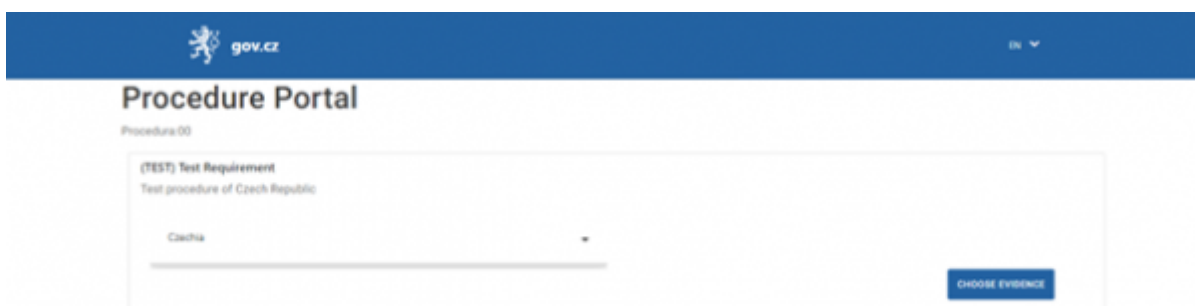 gov.cz
EN
Procedure Portal
Procedura:00
(TEST) Test Requirement
Test procedure of Czech Republic
Czechia
CHOOSE EVIDENCE